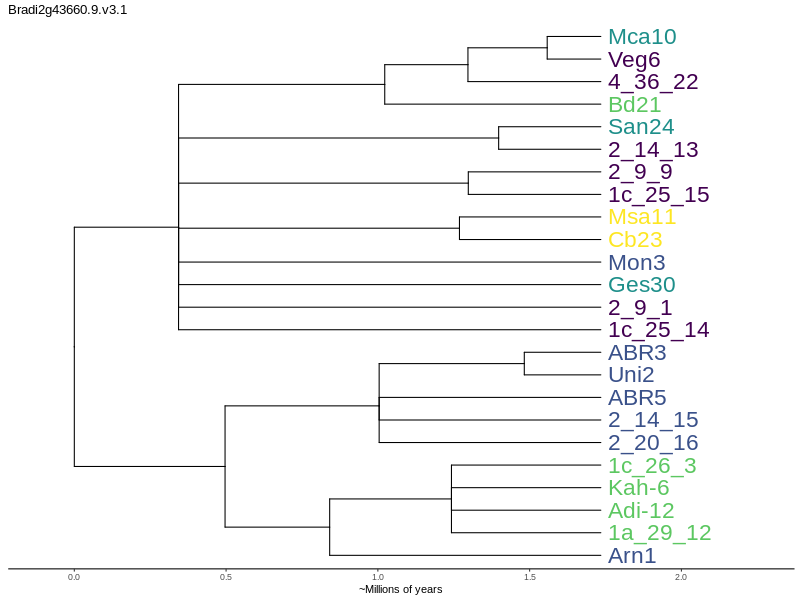 Bradi2g43660.9.v3.1
Mca10
Veg6
4_36_22
Bd21
San24
2_14_13
2_9_9
1c_25_15
Msa11
Cb23
Mon3
Ges30
2_9_1
1c_25_14
ABR3
Uni2
ABR5
2_14_15
2_20_16
1c_26_3
Kah-6
Adi-12
1a_29_12
Arn1
0.0 0.5 1.0 1.5 2.0
~Millions of years